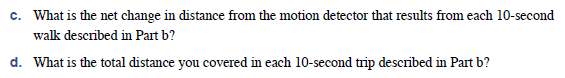 c. What is the net change in distance from the motion detector that results from each 10-second
walk described in Part b?
d. What is the total distance you covered in each 10-second trip described in Part b?